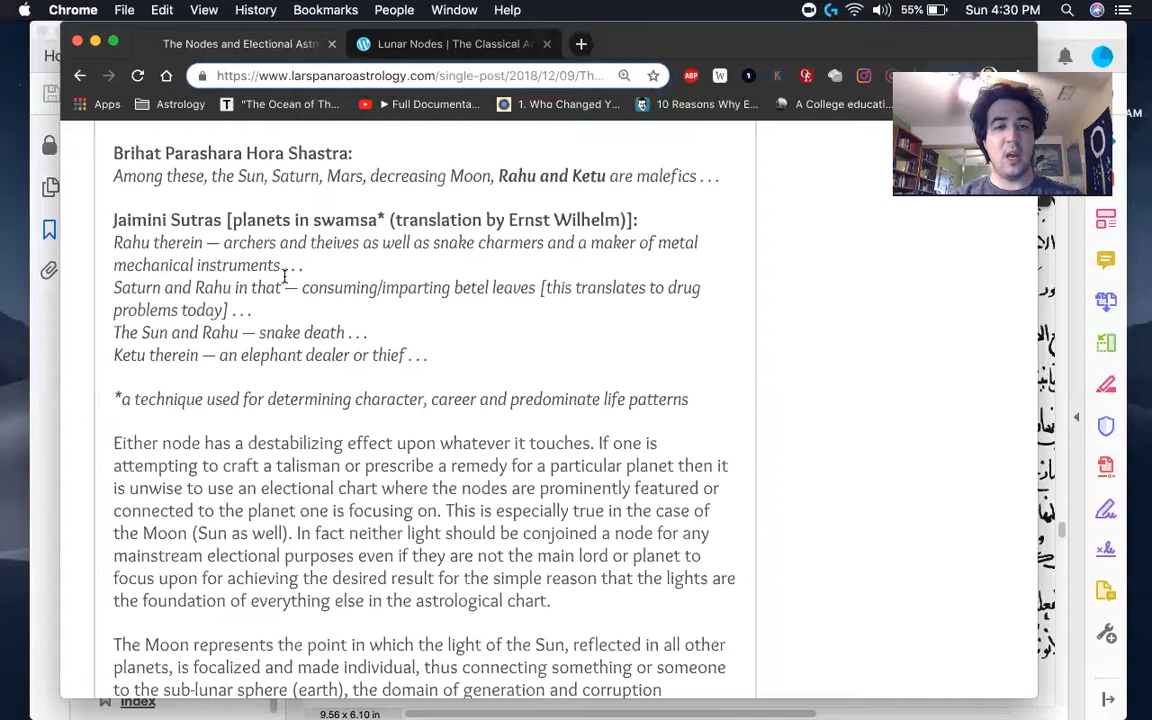 Chrome File Edit View History Bookmarks People Window Help 55% Sun 4:30 PM
The Nodes and Electional Astr
Lunar Nodes | The Classical A
https://www.larspanaroastrology.com/single-post/2018/12/09/Th...
ABP W K
Apps Astrology T "The Ocean of Th... ▸ Full Documenta... 1. Who Changed Y... 10 Reasons Why E... A College educati...
AM
Brihat Parashara Hora Shastra:
Among these, the Sun, Saturn, Mars, decreasing Moon, Rahu and Ketu are malefics . . .
Jaimini Sutras [planets in swamsa* (translation by Ernst Wilhelm)]:
Rahu therein — archers and theives as well as snake charmers and a maker of metal
mechanical instruments . . .
Saturn and Rahu in that — consuming/imparting betel leaves [this translates to drug
problems today] . . .
The Sun and Rahu — snake death . . .
Ketu therein — an elephant dealer or thief . . .
*a technique used for determining character, career and predominate life patterns
Either node has a destabilizing effect upon whatever it touches. If one is
attempting to craft a talisman or prescribe a remedy for a particular planet then it
is unwise to use an electional chart where the nodes are prominently featured or
connected to the planet one is focusing on. This is especially true in the case of
the Moon (Sun as well). In fact neither light should be conjoined a node for any
mainstream electional purposes even if they are not the main lord or planet to
focus upon for achieving the desired result for the simple reason that the lights are
the foundation of everything else in the astrological chart.
The Moon represents the point in which the light of the Sun, reflected in all other
planets, is focalized and made individual, thus connecting something or someone
to the sub-lunar sphere (earth), the domain of generation and corruption
Index
9.56 x 6.10 in